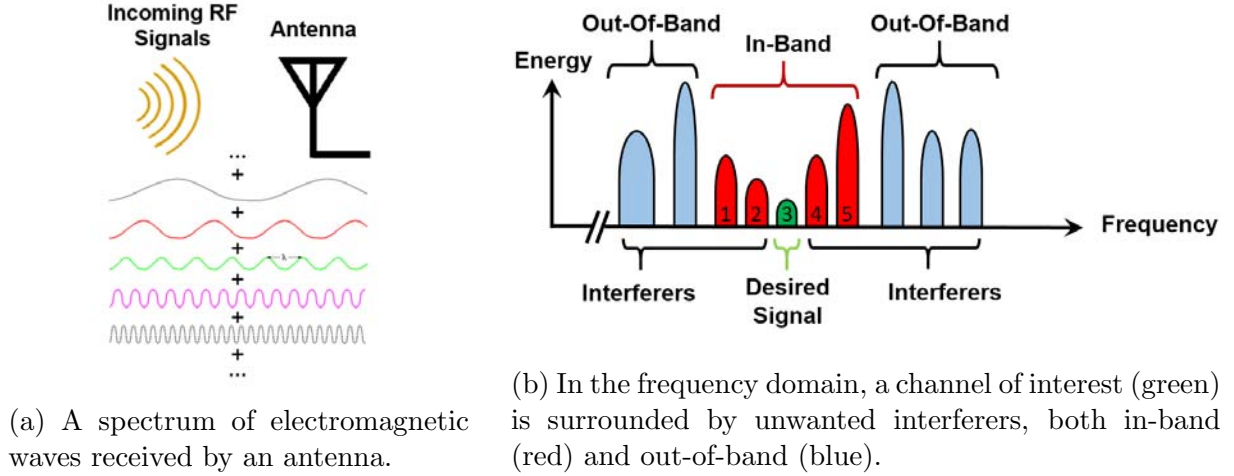 Incoming RF
Signals
Antenna
...
+
+
+
λ
+
+
+
...
Out-Of-Band
In-Band
Out-Of-Band
Energy
1
2
3
4
5
Frequency
Interferers
Desired
Signal
Interferers
(a) A spectrum of electromagnetic
waves received by an antenna.
(b) In the frequency domain, a channel of interest (green)
is surrounded by unwanted interferers, both in-band
(red) and out-of-band (blue).